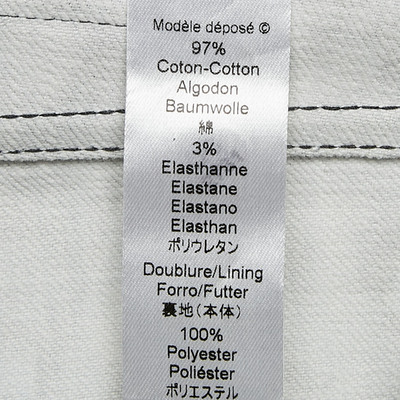 Modèle déposé ©
97%
Coton-Cotton
Algodon
Baumwolle
綿
3%
Elasthanne
Elastane
Elastano
Elasthan
ポリウレタン
Doublure/Lining
Forro/Futter
裏地(本体)
100%
Polyester
Poliéster
ポリエステル